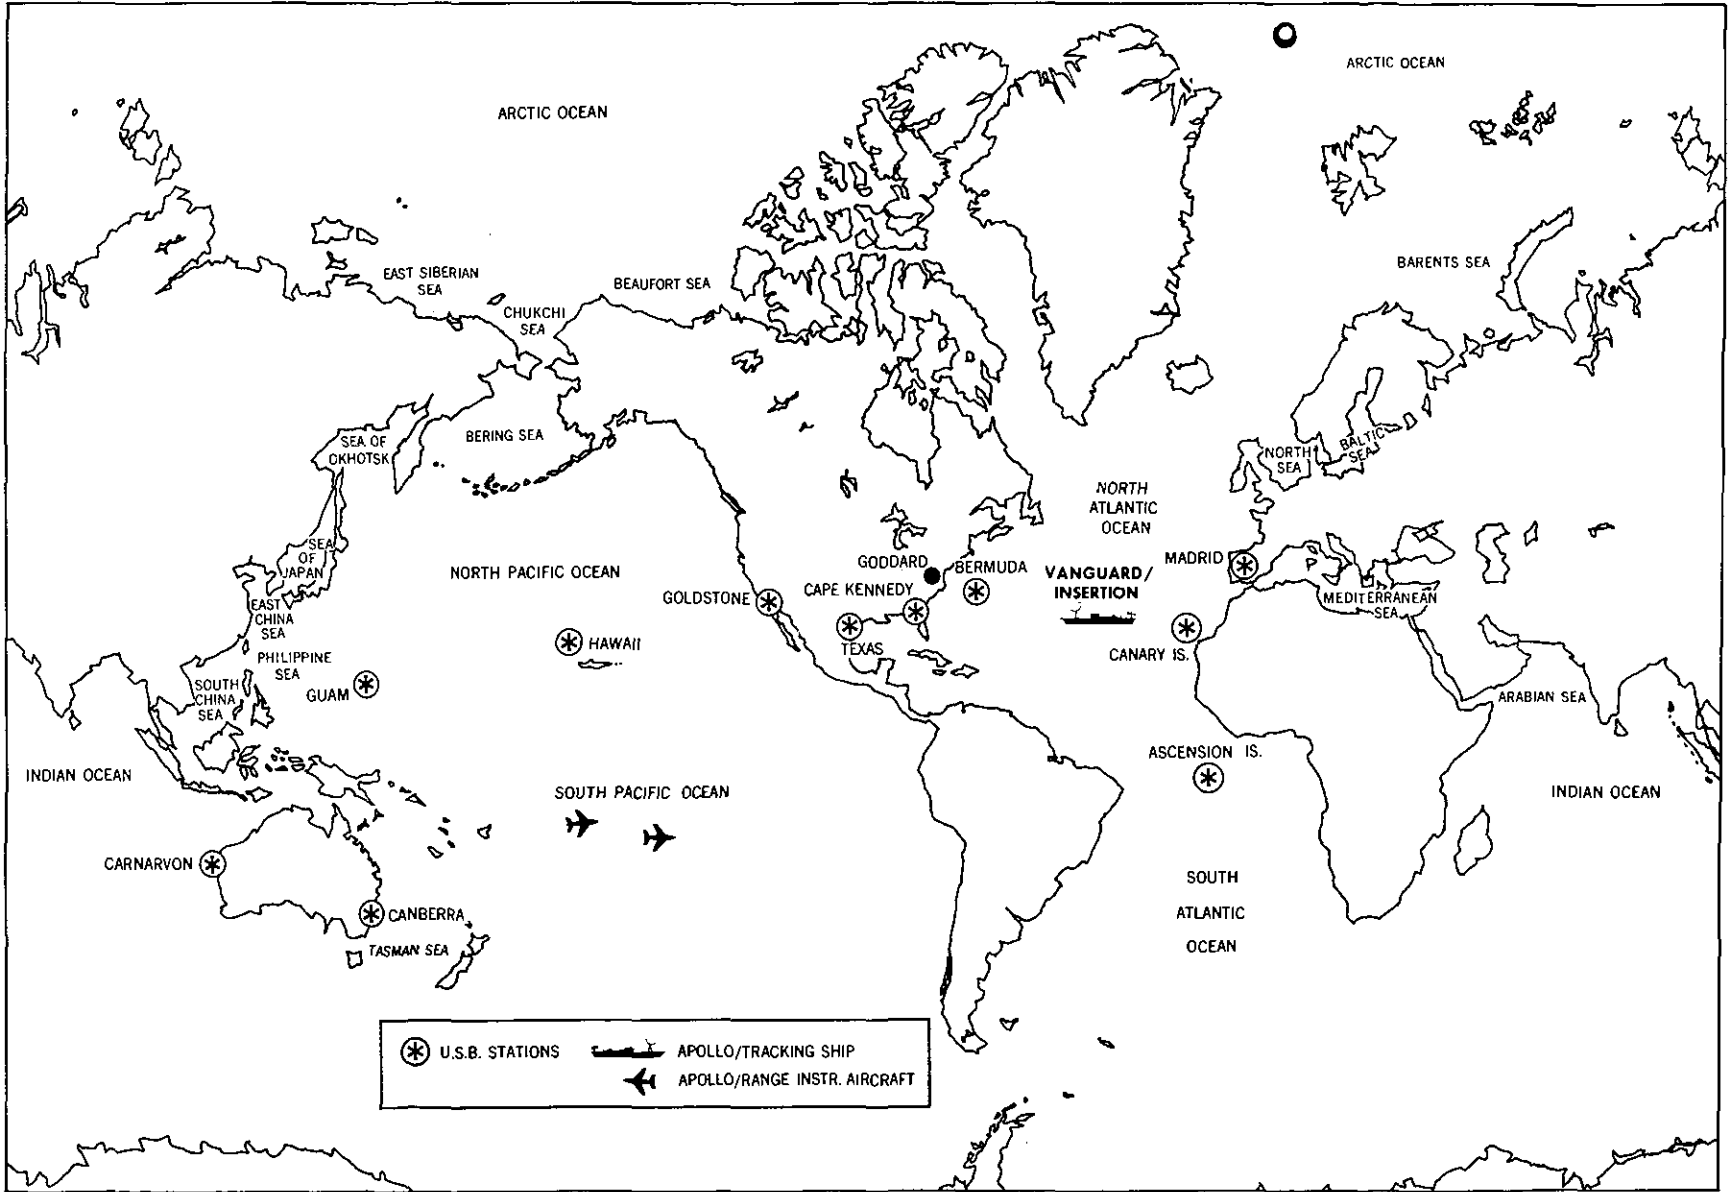 ARCTIC OCEAN
ARCTIC OCEAN
EAST SIBERIAN
SEA
BEAUFORT SEA
BARENTS SEA
CHUKCHI
SEA
SEA OF
OKHOTSK
BERING SEA
NORTH
SEA
BALTIC
SEA
NORTH
ATLANTIC
OCEAN
SEA
OF
JAPAN
NORTH PACIFIC OCEAN
GODDARD
BERMUDA
VANGUARD/
INSERTION
MADRID
CAPE KENNEDY
GOLDSTONE
MEDITERRANEAN
SEA
EAST
CHINA
SEA
HAWAII
TEXAS
CANARY IS.
PHILIPPINE
SEA
SOUTH
CHINA
SEA
GUAM
ARABIAN SEA
ASCENSION IS.
INDIAN OCEAN
SOUTH PACIFIC OCEAN
INDIAN OCEAN
CARNARVON
SOUTH
ATLANTIC
OCEAN
CANBERRA
TASMAN SEA
U.S.B. STATIONS
APOLLO/TRACKING SHIP
APOLLO/RANGE INSTR. AIRCRAFT